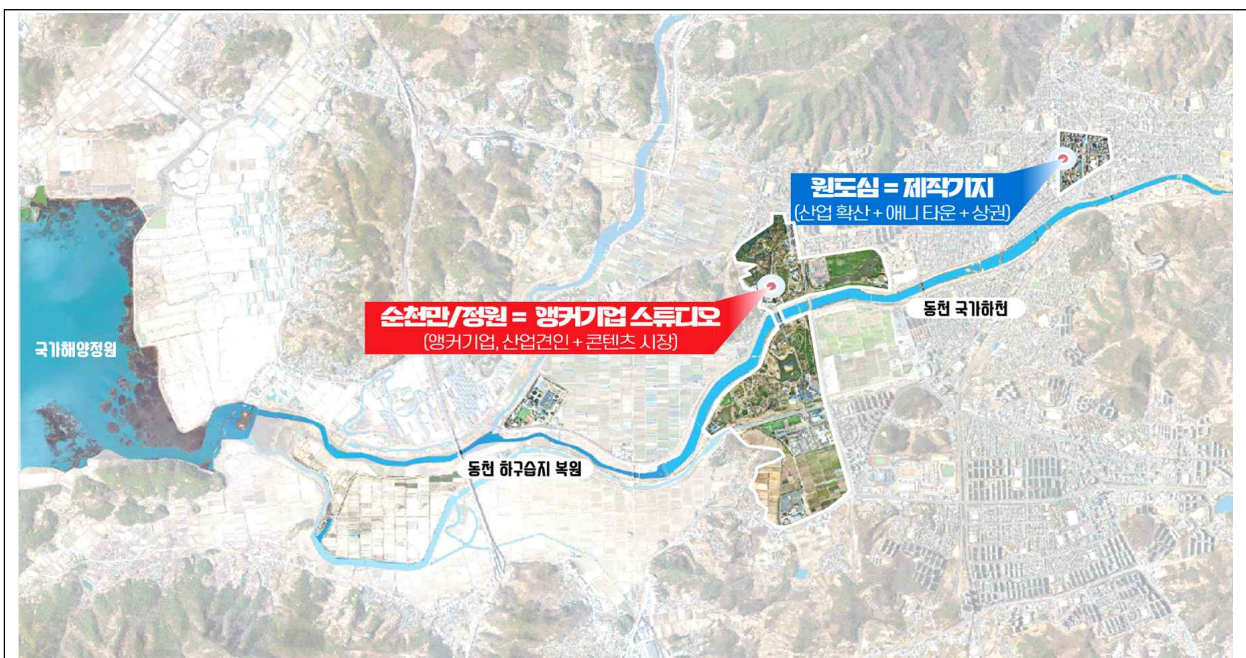 원도심 = 제작기지
(산업 확산 + 애니 타운 + 상권)
순천만/정원 = 앵커기업 스튜디오
(앵커기업, 산업견인 + 콘텐츠 시장)
동천 국가하천
국가해양정원
동천 하구습지 복원